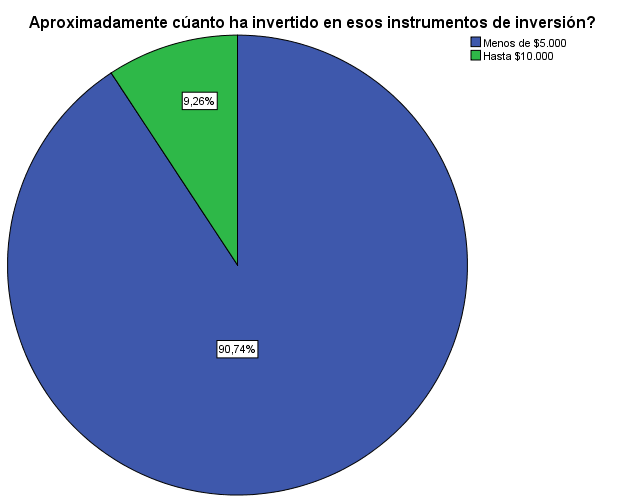 Aproximadamente cúanto ha invertido en esos instrumentos de inversión?
Menos de $5.000
Hasta $10.000
9,26%
90,74%